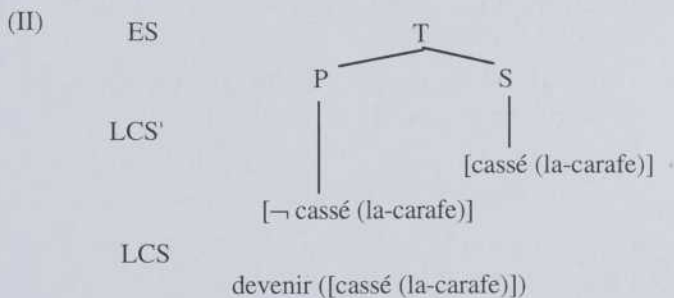 (II) ES T
P S
LCS' [cassé (la-carafe)]
[¬ cassé (la-carafe)]
LCS
devenir ([cassé (la-carafe)])